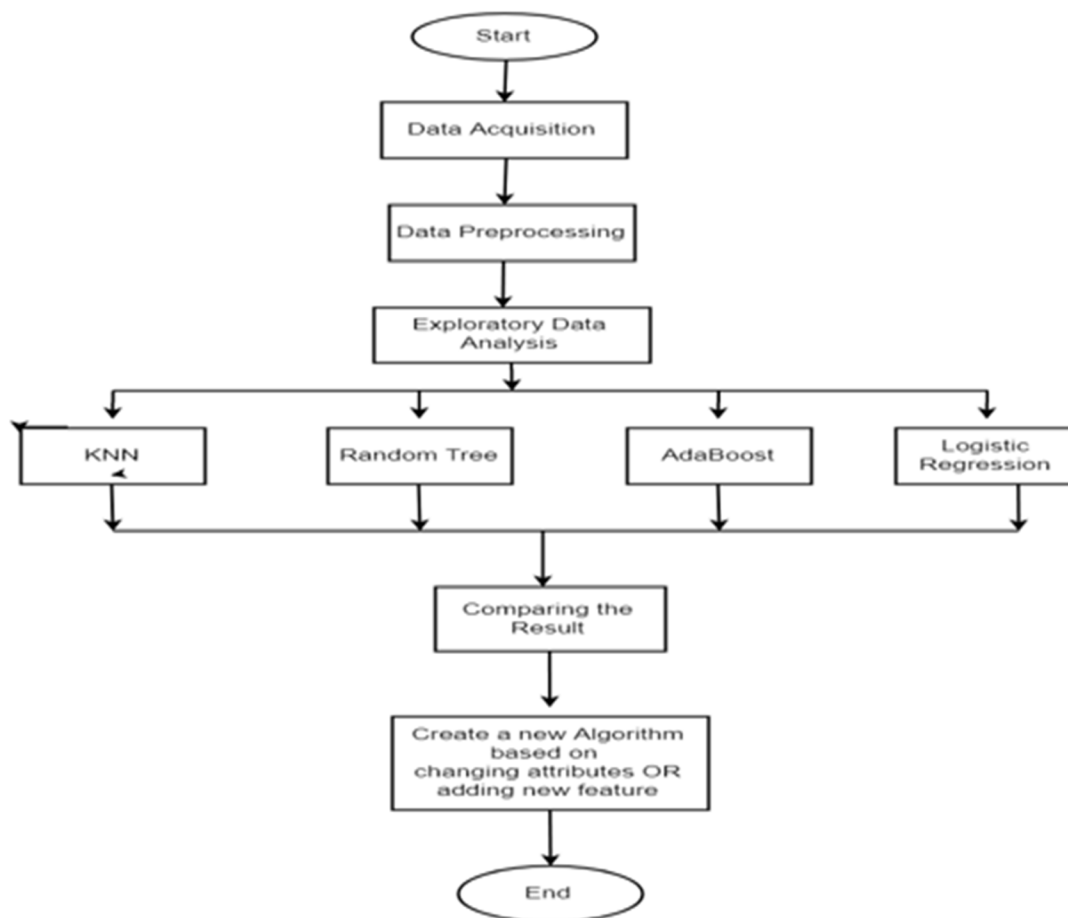 Start
Data Acquisition
Data Preprocessing
Exploratory Data
Analysis
KNN
Random Tree
AdaBoost
Logistic
Regression
Comparing the
Result
Create a new Algorithm
based on
changing attributes OR
adding new feature
End